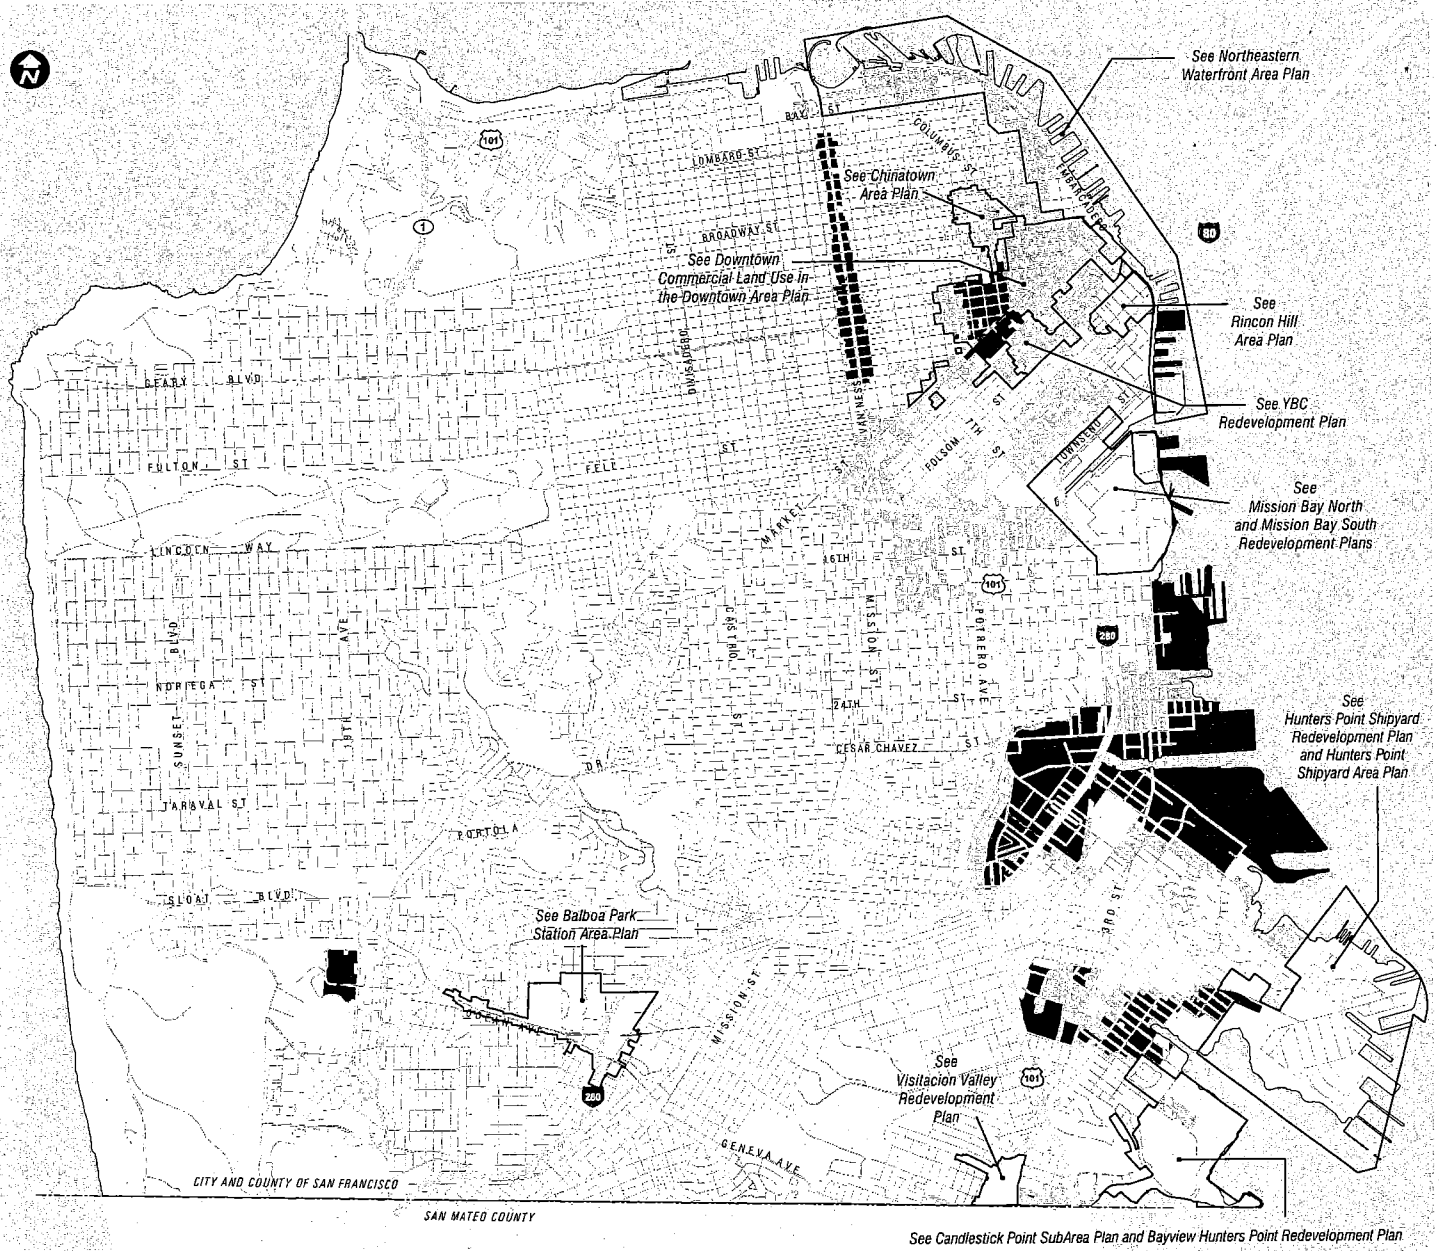 N
See Northeastern
Waterfront Area Plan
101
BAY ST
COLUMBUS ST
LOMBARD ST
See Chinatown
Area Plan
EMBARCADERO
1
80
BROADWAY ST
ST
See Downtown
Commercial Land Use in
the Downtown Area Plan
See
Rincon Hill
Area Plan
DIVISADERO
GEARY BLVD
VAN NESS
See YBC
Redevelopment Plan
7TH ST
FOLSOM ST
TOWNSEND ST
FULTON ST
FELL ST
MARKET ST
See
Mission Bay North
and Mission Bay South
Redevelopment Plans
LINCOLN WAY
16TH ST
101
CASTRO ST
MISSION ST
POTRERO AVE
280
SUNSET BLVD
19TH AVE
NORIEGA ST
24TH ST
CESAR CHAVEZ ST
See
Hunters Point Shipyard
Redevelopment Plan
and Hunters Point
Shipyard Area Plan
TARAVAL ST
PORTOLA DR
SLOAT BLVD
3RD ST
See Balboa Park
Station Area Plan
OCEAN AVE
MISSION ST
280
See
Visitacion Valley
Redevelopment
Plan
101
GENEVA AVE
CITY AND COUNTY OF SAN FRANCISCO
SAN MATEO COUNTY
See Candlestick Point SubArea Plan and Bayview Hunters Point Redevelopment Plan